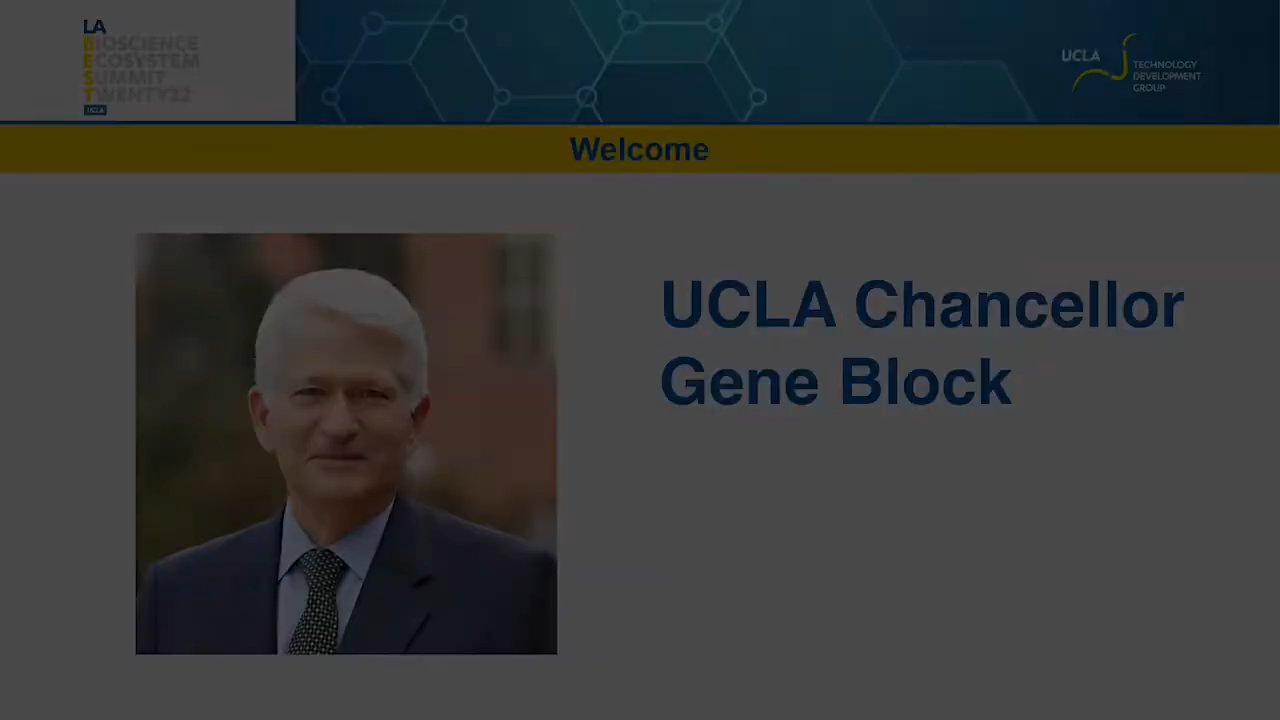 LA
BIOSCIENCE
ECOSYSTEM
SUMMIT
TWENTY22
UCLA
UCLA
TECHNOLOGY
DEVELOPMENT
GROUP
Welcome
UCLA Chancellor
Gene Block